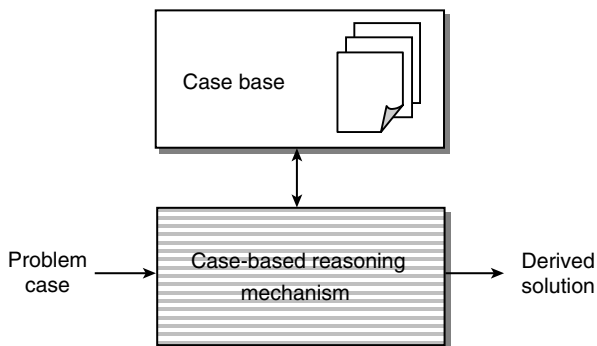 Case base
Case-based reasoning
mechanism
Problem
case
Derived
solution